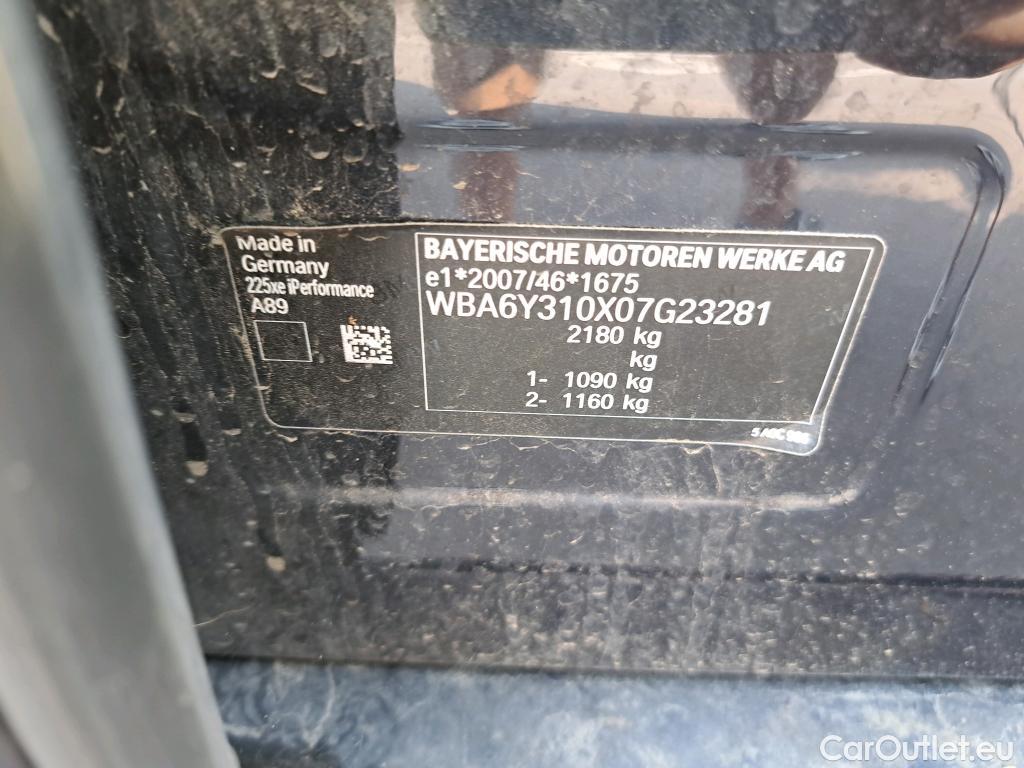 Made in
Germany
225xe iPerformance
A89
BAYERISCHE MOTOREN WERKE AG
e1*2007/46*1675
WBA6Y310X07G23281
2180 kg
kg
1- 1090 kg
2- 1160 kg
CarOutlet.eu